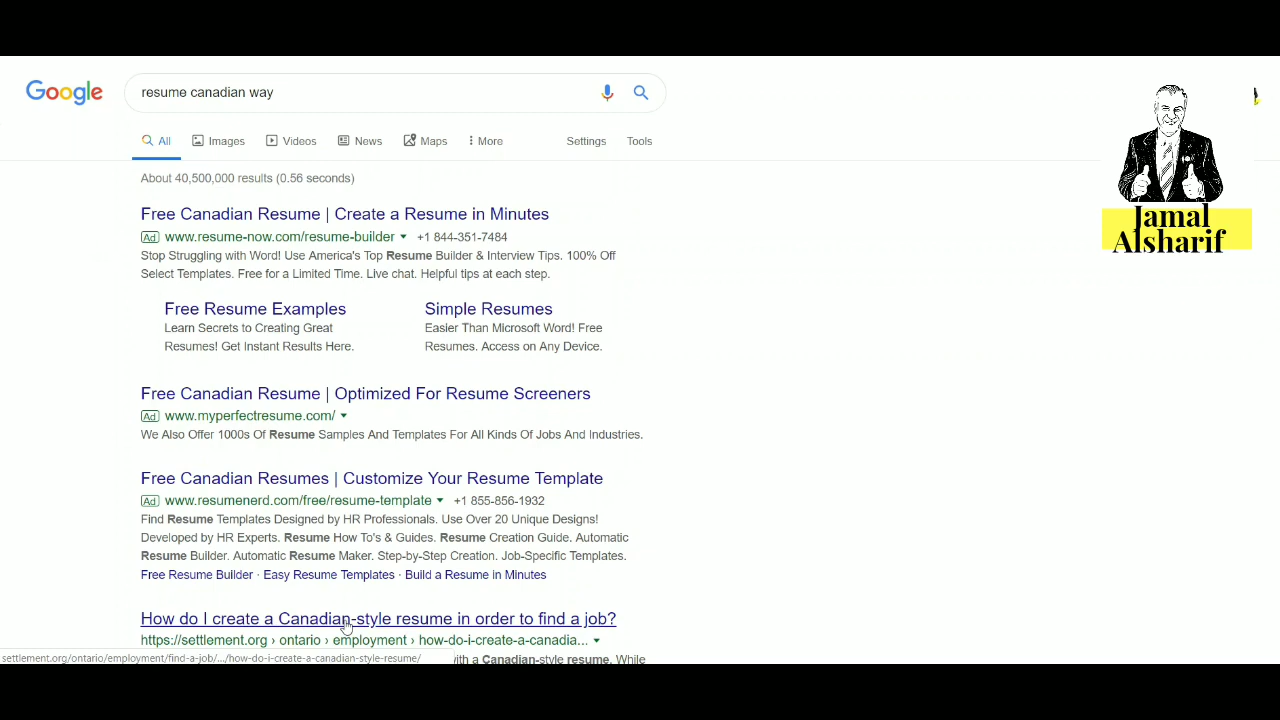 Google
resume canadian way
All Images Videos News Maps More Settings Tools
About 40,500,000 results (0.56 seconds)
Free Canadian Resume | Create a Resume in Minutes
Ad www.resume-now.com/resume-builder +1 844-351-7484
Stop Struggling with Word! Use America's Top Resume Builder & Interview Tips. 100% Off
Select Templates. Free for a Limited Time. Live chat. Helpful tips at each step.
Free Resume Examples
Learn Secrets to Creating Great
Resumes! Get Instant Results Here.
Simple Resumes
Easier Than Microsoft Word! Free
Resumes. Access on Any Device.
Free Canadian Resume | Optimized For Resume Screeners
Ad www.myperfectresume.com/
We Also Offer 1000s Of Resume Samples And Templates For All Kinds Of Jobs And Industries.
Free Canadian Resumes | Customize Your Resume Template
Ad www.resumenerd.com/free/resume-template +1 855-856-1932
Find Resume Templates Designed by HR Professionals. Use Over 20 Unique Designs!
Developed by HR Experts. Resume How To's & Guides. Resume Creation Guide. Automatic
Resume Builder. Automatic Resume Maker. Step-by-Step Creation. Job-Specific Templates.
Free Resume Builder · Easy Resume Templates · Build a Resume in Minutes
How do I create a Canadian-style resume in order to find a job?
https://settlement.org › ontario › employment › how-do-i-create-a-canadia...
with a Canadian-style resume. While
settlement.org/ontario/employment/find-a-job/.../how-do-i-create-a-canadian-style-resume/
Jamal
Alsharif